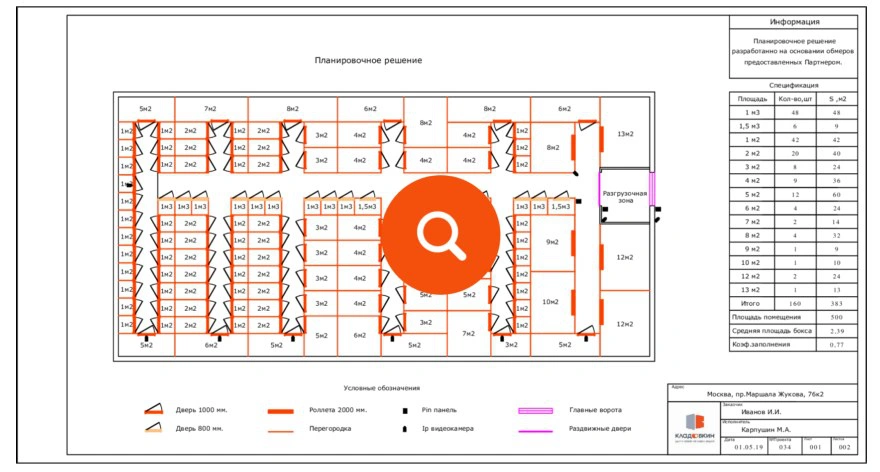 Планировочное решение
Информация
Планировочное решение
разработанно на основании обмеров
предоставленных Партнером.
Спецификация
Площадь Кол-во,шт S ,м2
1 м3 48 48
1,5 м3 6 9
1 м2 42 42
2 м2 20 40
3 м2 8 24
4 м2 9 36
5 м2 12 60
6 м2 4 24
7 м2 2 14
8 м2 4 32
9 м2 1 9
10 м2 1 10
12 м2 2 24
13 м2 1 13
Итого 160 383
Площадь помещения 500
Средняя площадь бокса 2,39
Коэф.заполнения 0,77
5м2 7м2 8м2 6м2 8м2 8м2 6м2 13м2
1м2 1м2 2м2 1м2 2м2 3м2 4м2 4м2 1м2 8м2
1м2 1м2 2м2 1м2 2м2 1м2
1м2 1м2 2м2 1м2 2м2 3м2 4м2 4м2 4м2 1м2
1м2
Разгрузочная
зона
1м2 1м3 1м3 1м3 1м3 1м3 1м3 1м3 1м3 1м3 1,5м3 1м3 1м3 1,5м3
1м2 1м2 2м2 1м2 2м2 3м2 4м2 1м2 9м2
1м2 1м2 2м2 1м2 2м2 1м2
1м2 1м2 2м2 1м2 2м2 3м2 4м2 1м2 12м2
1м2 1м2 2м2 1м2 2м2 3м2 4м2 1м2
1м2 1м2 2м2 1м2 2м2 5м2 5м2 1м2 10м2
1м2 1м2 2м2 1м2 2м2 3м2 4м2 1м2
1м2 1м2 2м2 1м2 2м2 5м2 6м2 3м2 7м2 1м2 12м2
5м2 6м2 5м2 5м2 3м2 5м2
Условные обозначения
Дверь 1000 мм. Роллета 2000 мм. Pin панель Главные ворота
Дверь 800 мм. Перегородка Ip видеокамера Раздвижные двери
Адрес
Москва, пр.Маршала Жукова, 76к2
Заказчик
Иванов И.И.
Исполнитель
Карпушин М.А.
КЛАДОВКИН
Дата
01.05.19 034 001 002